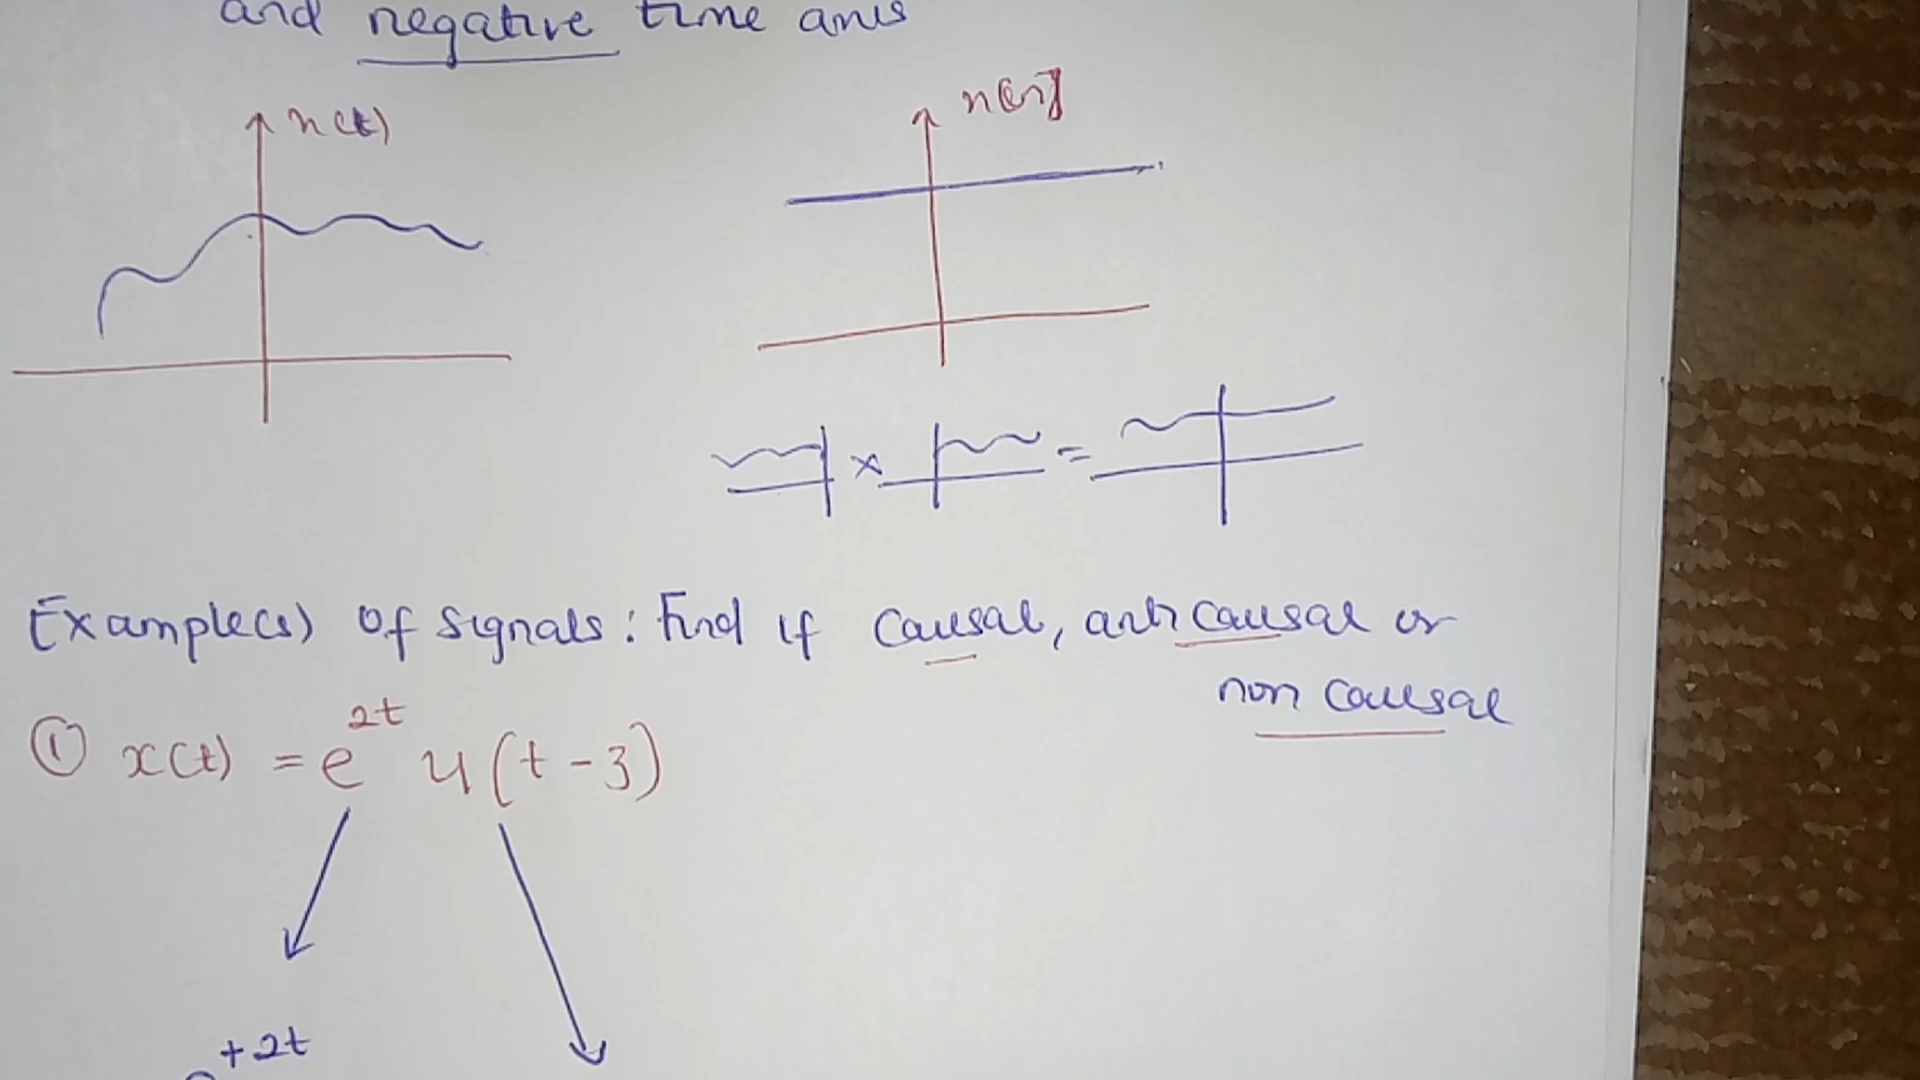 and negative time axis
x(t)
x[n]
× =
Example(s) of signals : Find if causal, anti causal or
non causal
① x(t) = e^2t u(t-3)
+2t